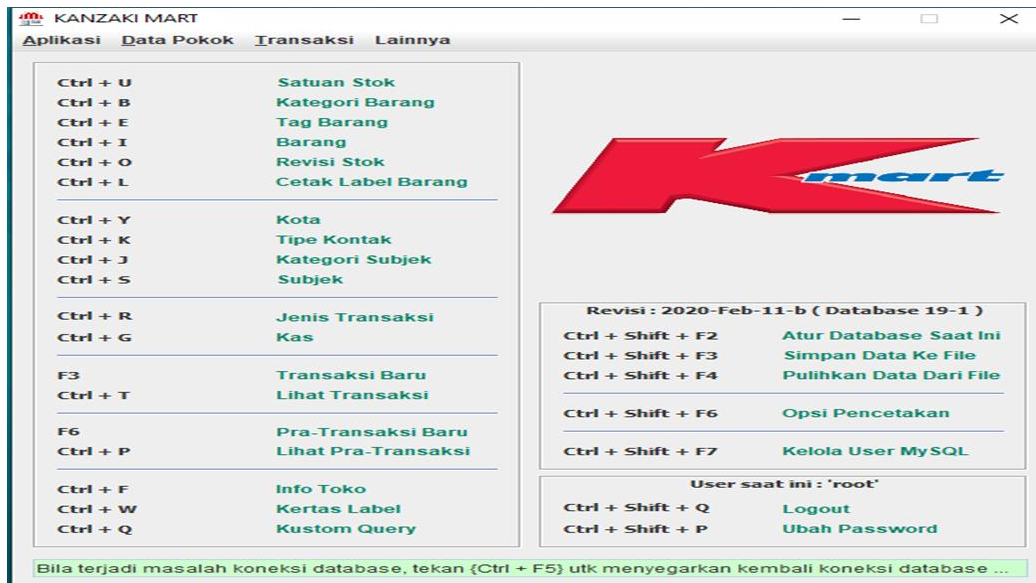 KANZAKI MART
Aplikasi Data Pokok Transaksi Lainnya
Ctrl + U Satuan Stok
Ctrl + B Kategori Barang
Ctrl + E Tag Barang
Ctrl + I Barang
Ctrl + O Revisi Stok
Ctrl + L Cetak Label Barang
Ctrl + Y Kota
Ctrl + K Tipe Kontak
Ctrl + J Kategori Subjek
Ctrl + S Subjek
Ctrl + R Jenis Transaksi
Ctrl + G Kas
F3 Transaksi Baru
Ctrl + T Lihat Transaksi
F6 Pra-Transaksi Baru
Ctrl + P Lihat Pra-Transaksi
Ctrl + F Info Toko
Ctrl + W Kertas Label
Ctrl + Q Kustom Query
K mart
Revisi : 2020-Feb-11-b ( Database 19-1 )
Ctrl + Shift + F2 Atur Database Saat Ini
Ctrl + Shift + F3 Simpan Data Ke File
Ctrl + Shift + F4 Pulihkan Data Dari File
Ctrl + Shift + F6 Opsi Pencetakan
Ctrl + Shift + F7 Kelola User MySQL
User saat ini : 'root'
Ctrl + Shift + Q Logout
Ctrl + Shift + P Ubah Password
Bila terjadi masalah koneksi database, tekan {Ctrl + F5} utk menyegarkan kembali koneksi database ...